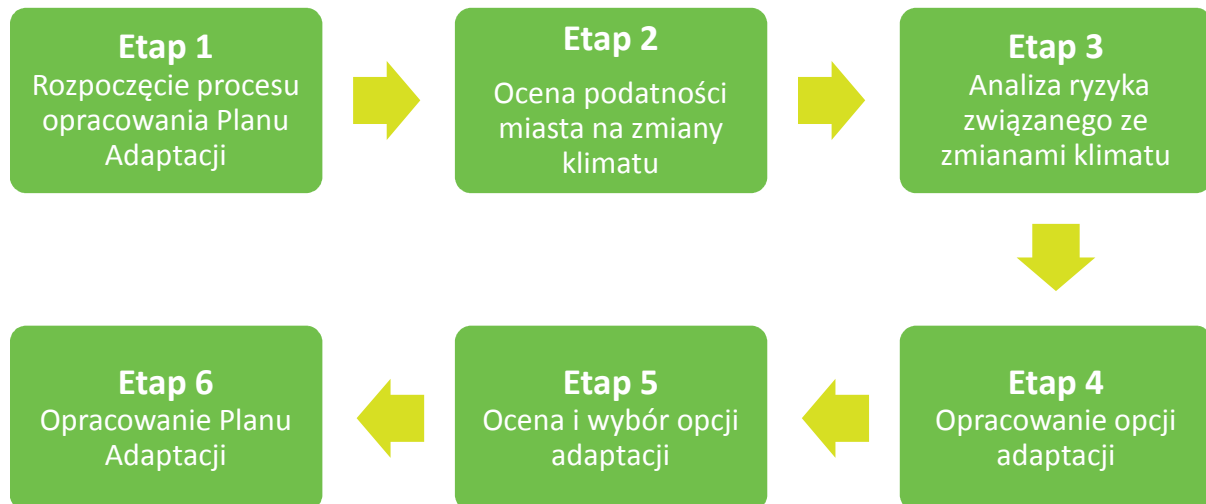 Etap 1
Rozpoczęcie procesu
opracowania Planu
Adaptacji
Etap 2
Ocena podatności
miasta na zmiany
klimatu
Etap 3
Analiza ryzyka
związanego ze
zmianami klimatu
Etap 4
Opracowanie opcji
adaptacji
Etap 5
Ocena i wybór opcji
adaptacji
Etap 6
Opracowanie Planu
Adaptacji